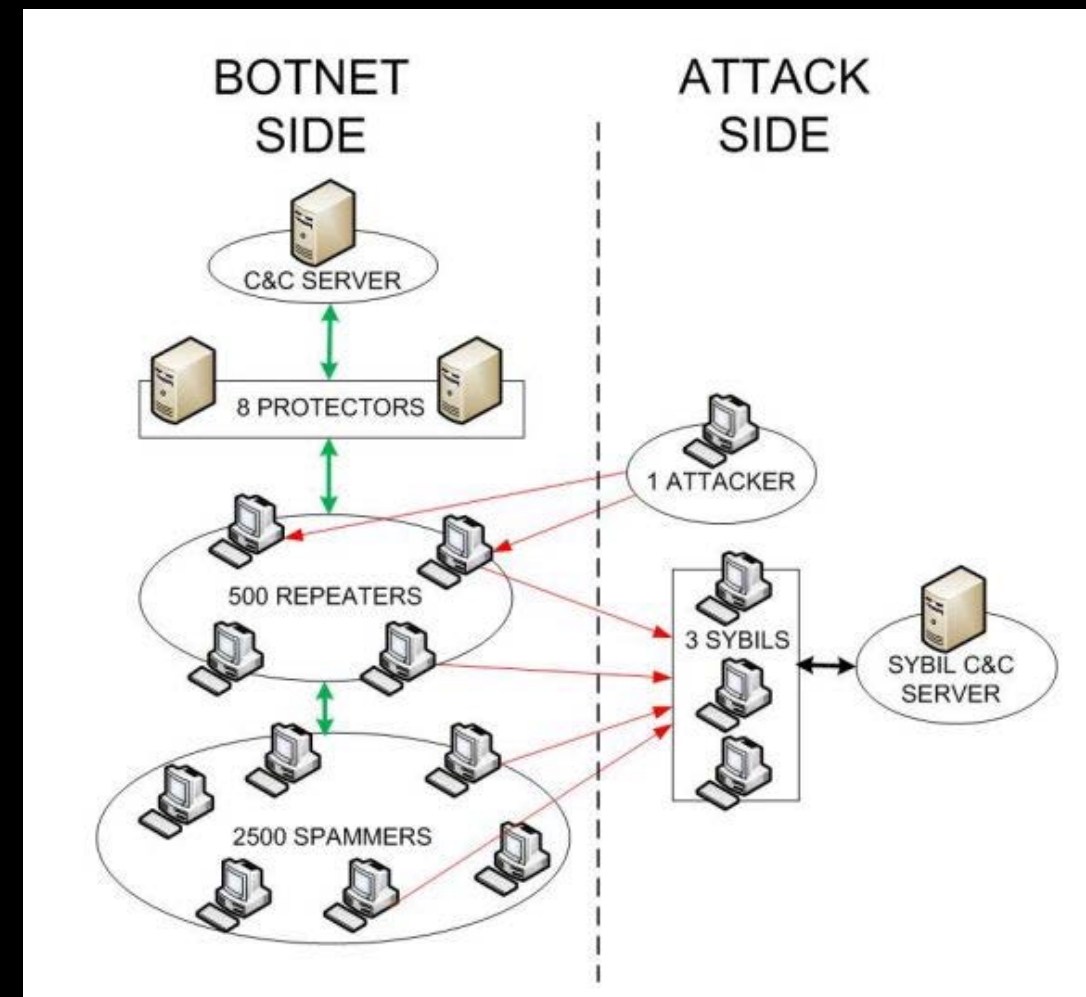 BOTNET
SIDE
ATTACK
SIDE
C&C SERVER
8 PROTECTORS
1 ATTACKER
500 REPEATERS
3 SYBILS
SYBIL C&C
SERVER
2500 SPAMMERS